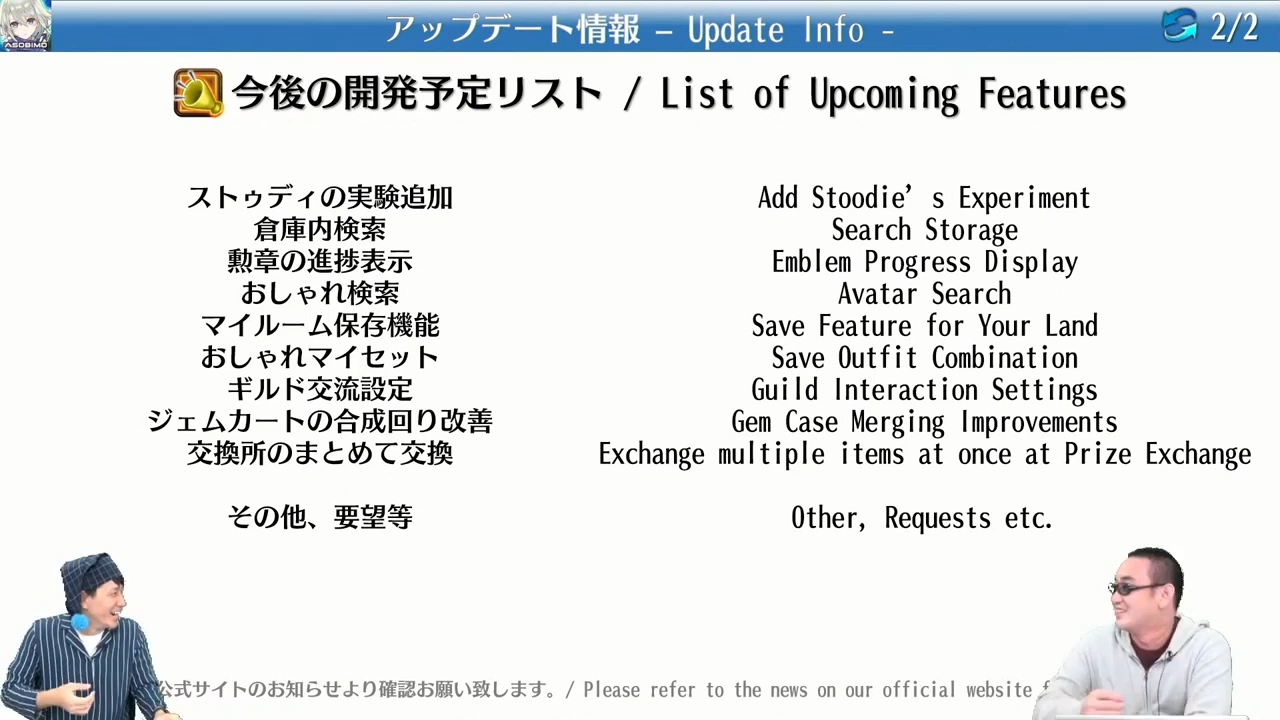 アップデート情報 – Update Info -
2/2
ASOBIMO
今後の開発予定リスト / List of Upcoming Features
ストゥディの実験追加
Add Stoodie’s Experiment
倉庫内検索
Search Storage
勲章の進捗表示
Emblem Progress Display
おしゃれ検索
Avatar Search
マイルーム保存機能
Save Feature for Your Land
おしゃれマイセット
Save Outfit Combination
ギルド交流設定
Guild Interaction Settings
ジェムカートの合成回り改善
Gem Case Merging Improvements
交換所のまとめて交換
Exchange multiple items at once at Prize Exchange
その他、要望等
Other, Requests etc.
公式サイトのお知らせより確認お願い致します。/ Please refer to the news on our official website